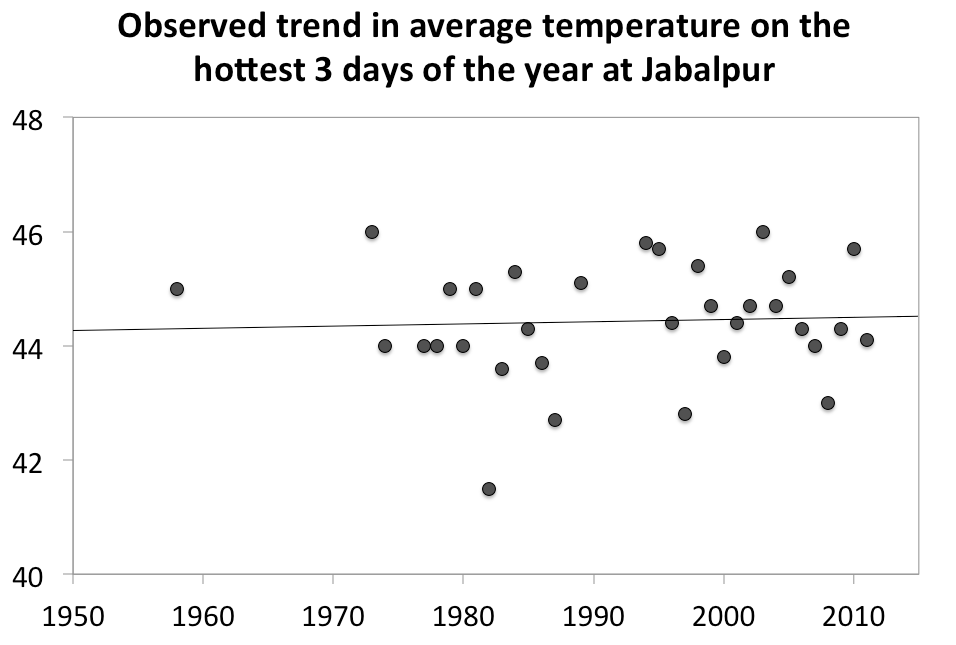 Observed trend in average temperature on the
hottest 3 days of the year at Jabalpur
48
46
44
42
40
1950 1960 1970 1980 1990 2000 2010